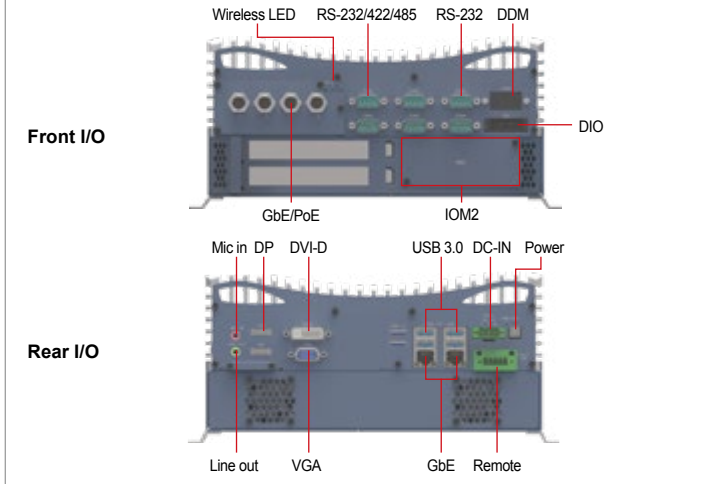 Wireless LED RS-232/422/485 RS-232 DDM
DIO
Front I/O
GbE/PoE IOM2
Mic in DP DVI-D USB 3.0 DC-IN Power
Rear I/O
Line out VGA GbE Remote